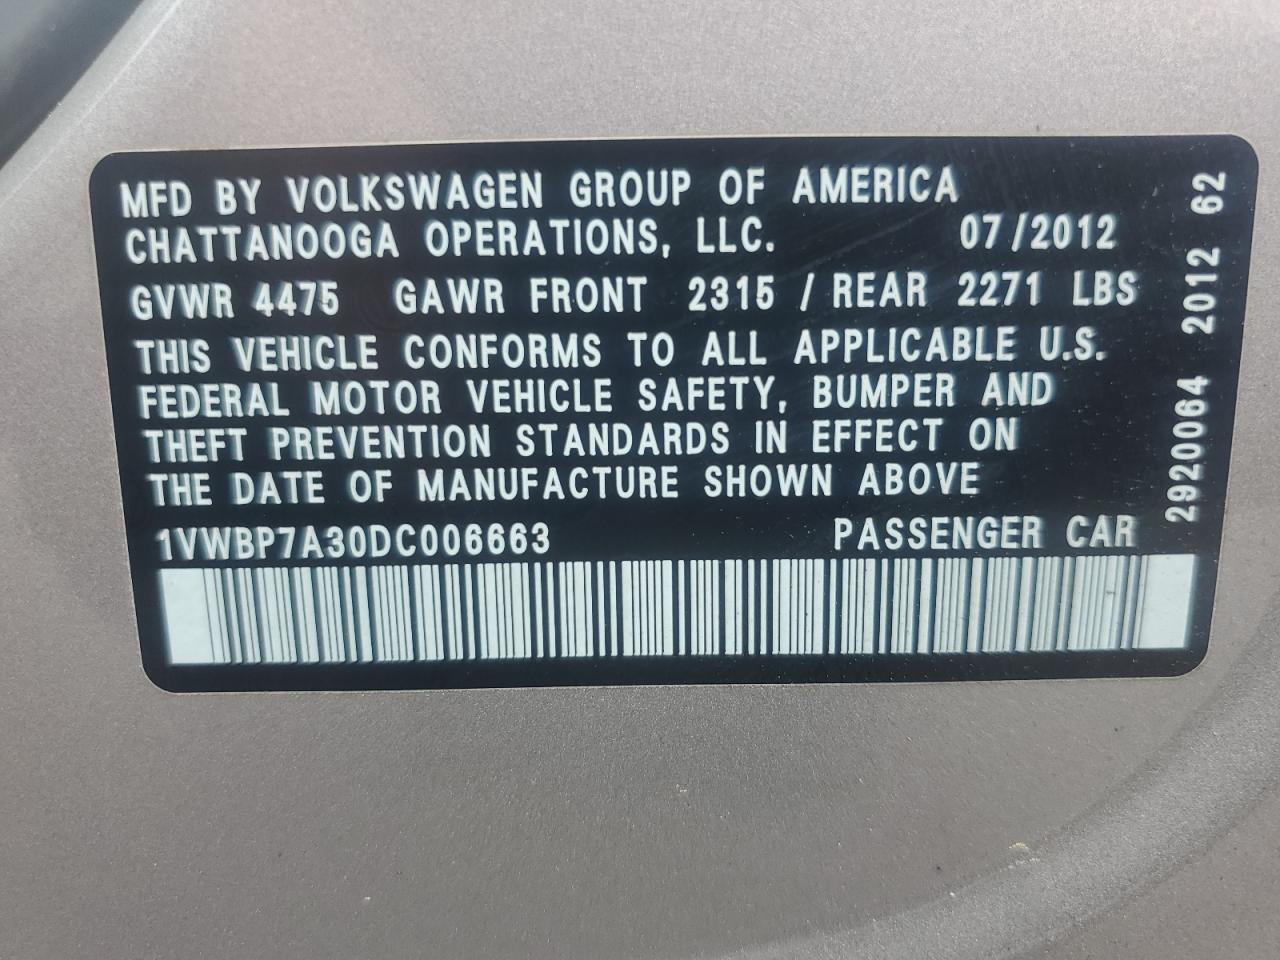 MFD BY VOLKSWAGEN GROUP OF AMERICA
CHATTANOOGA OPERATIONS, LLC. 07/2012
GVWR 4475 GAWR FRONT 2315 / REAR 2271 LBS
THIS VEHICLE CONFORMS TO ALL APPLICABLE U.S.
FEDERAL MOTOR VEHICLE SAFETY, BUMPER AND
THEFT PREVENTION STANDARDS IN EFFECT ON
THE DATE OF MANUFACTURE SHOWN ABOVE
1VWBP7A30DC006663 PASSENGER CAR
2920064 2012 62